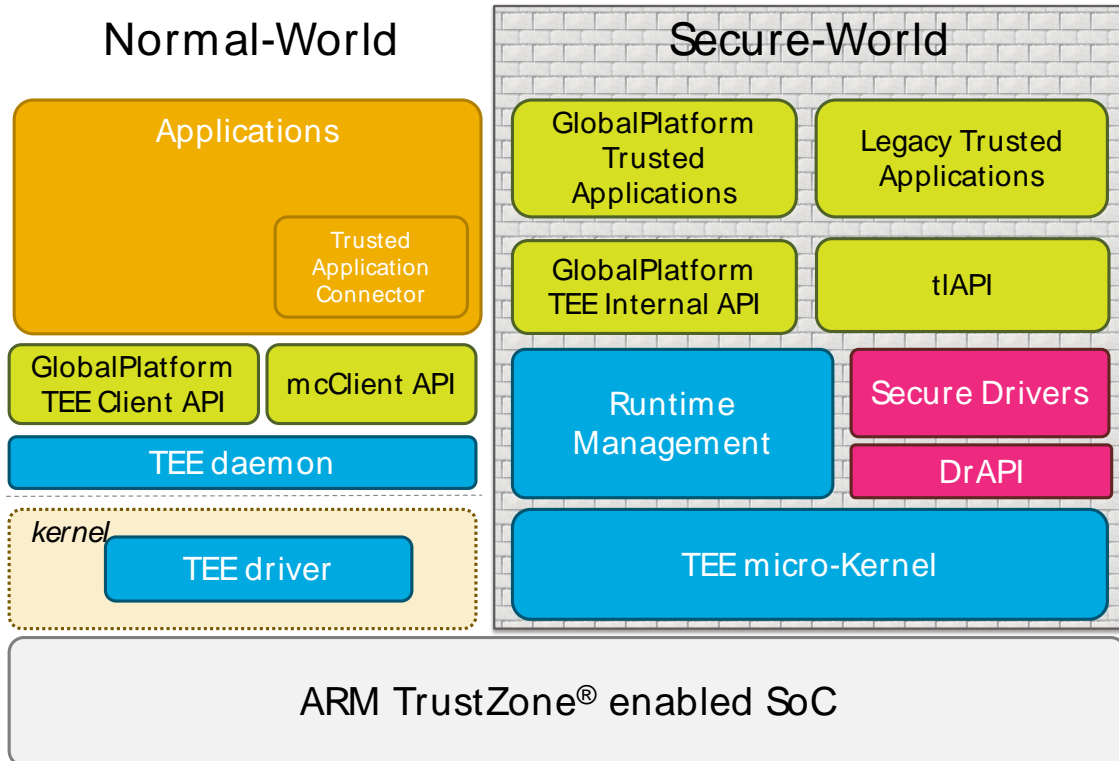 Normal-World
Applications
Trusted
Application
Connector
GlobalPlatform
TEE Client API
mcClient API
TEE daemon
kernel
TEE driver
Secure-World
GlobalPlatform
Trusted
Applications
Legacy Trusted
Applications
GlobalPlatform
TEE Internal API
tlAPI
Runtime
Management
Secure Drivers
DrAPI
TEE micro-Kernel
ARM TrustZone® enabled SoC